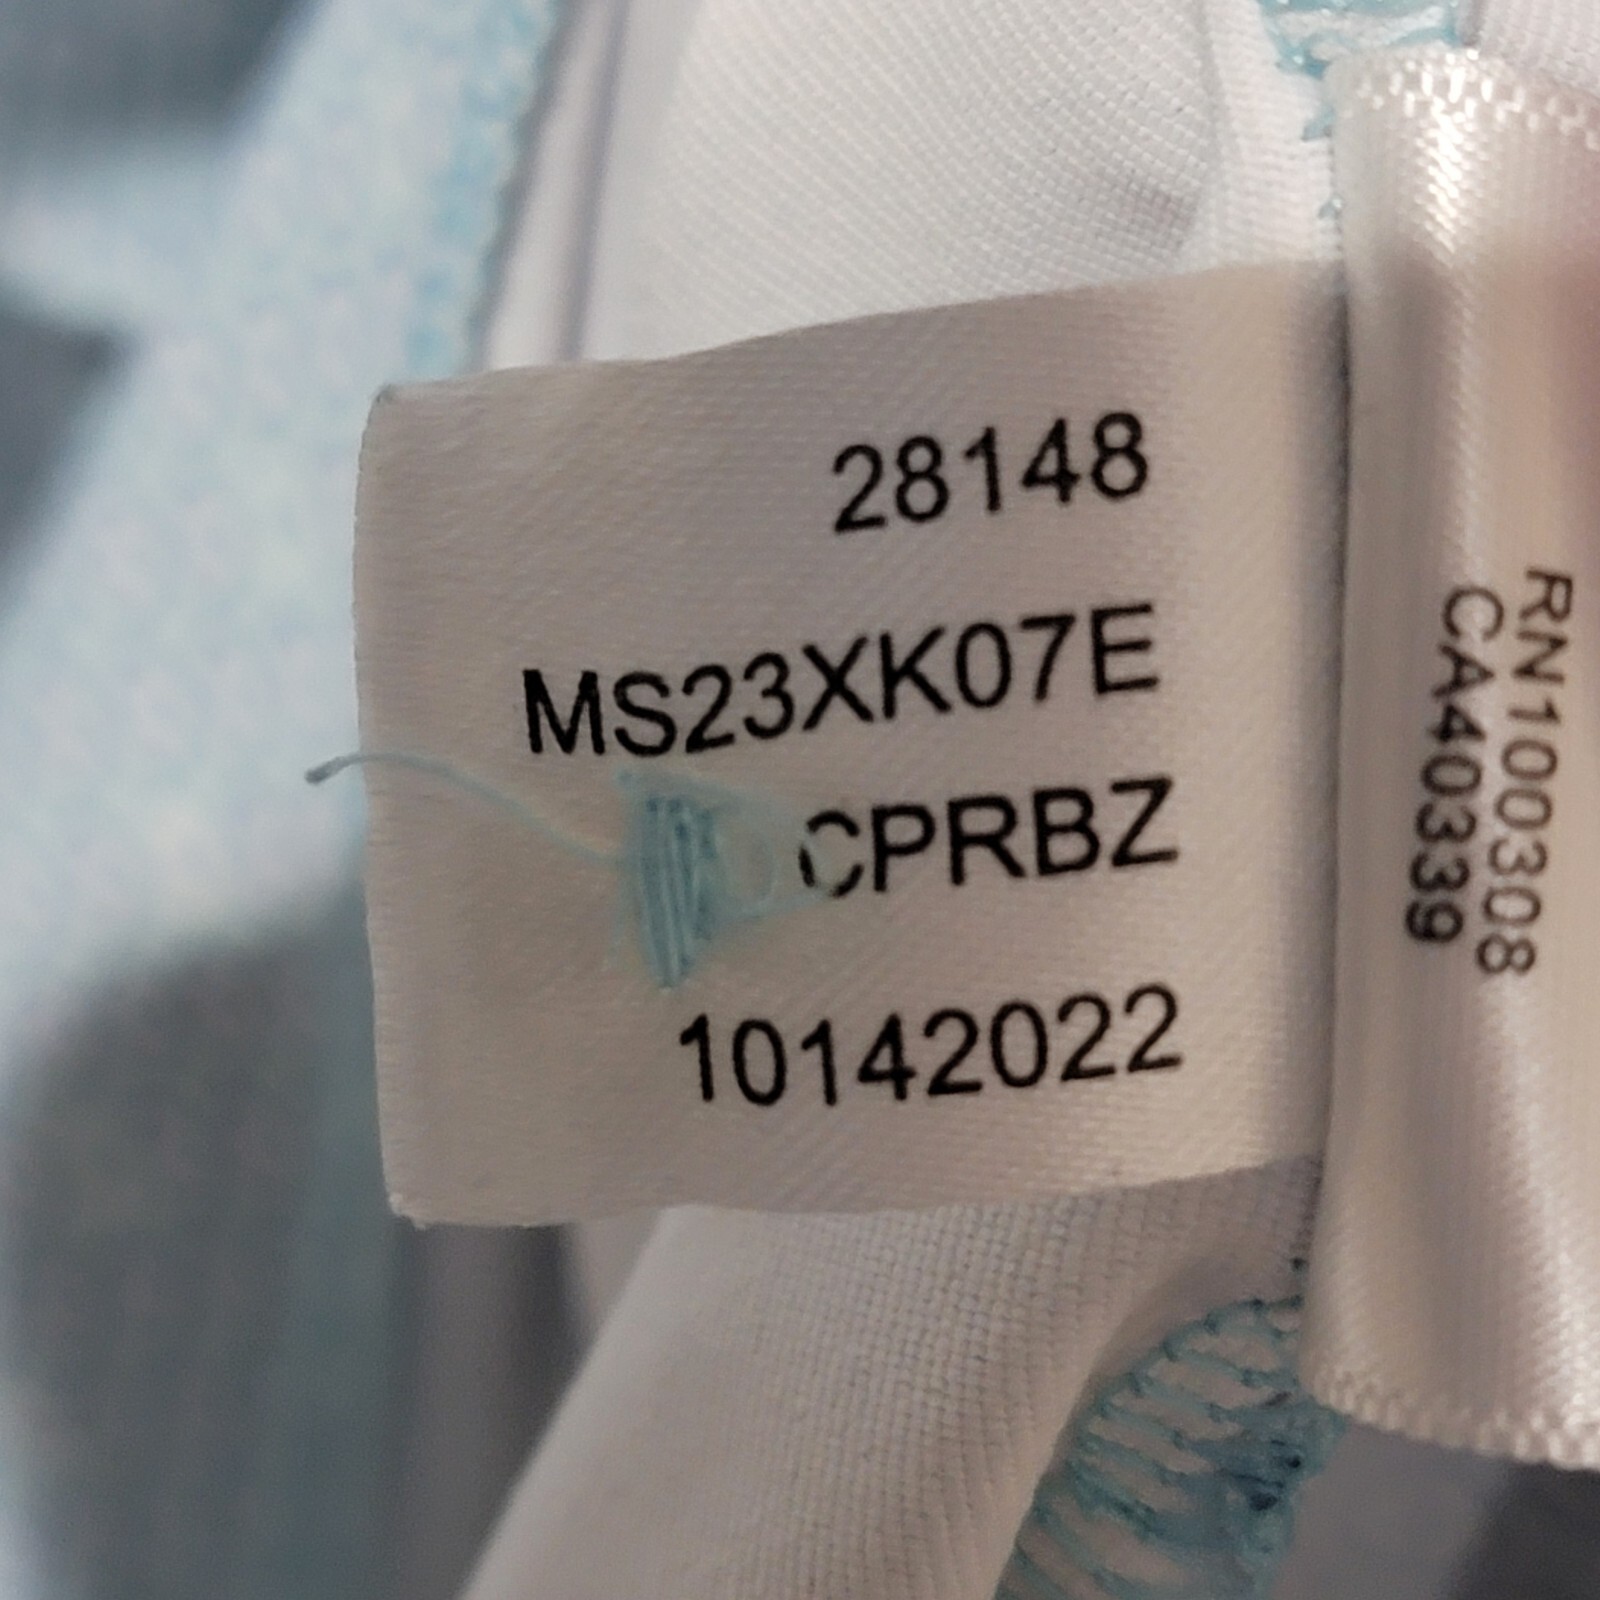 28148
MS23XK07E
CPRBZ
10142022
RN100308
CA40339